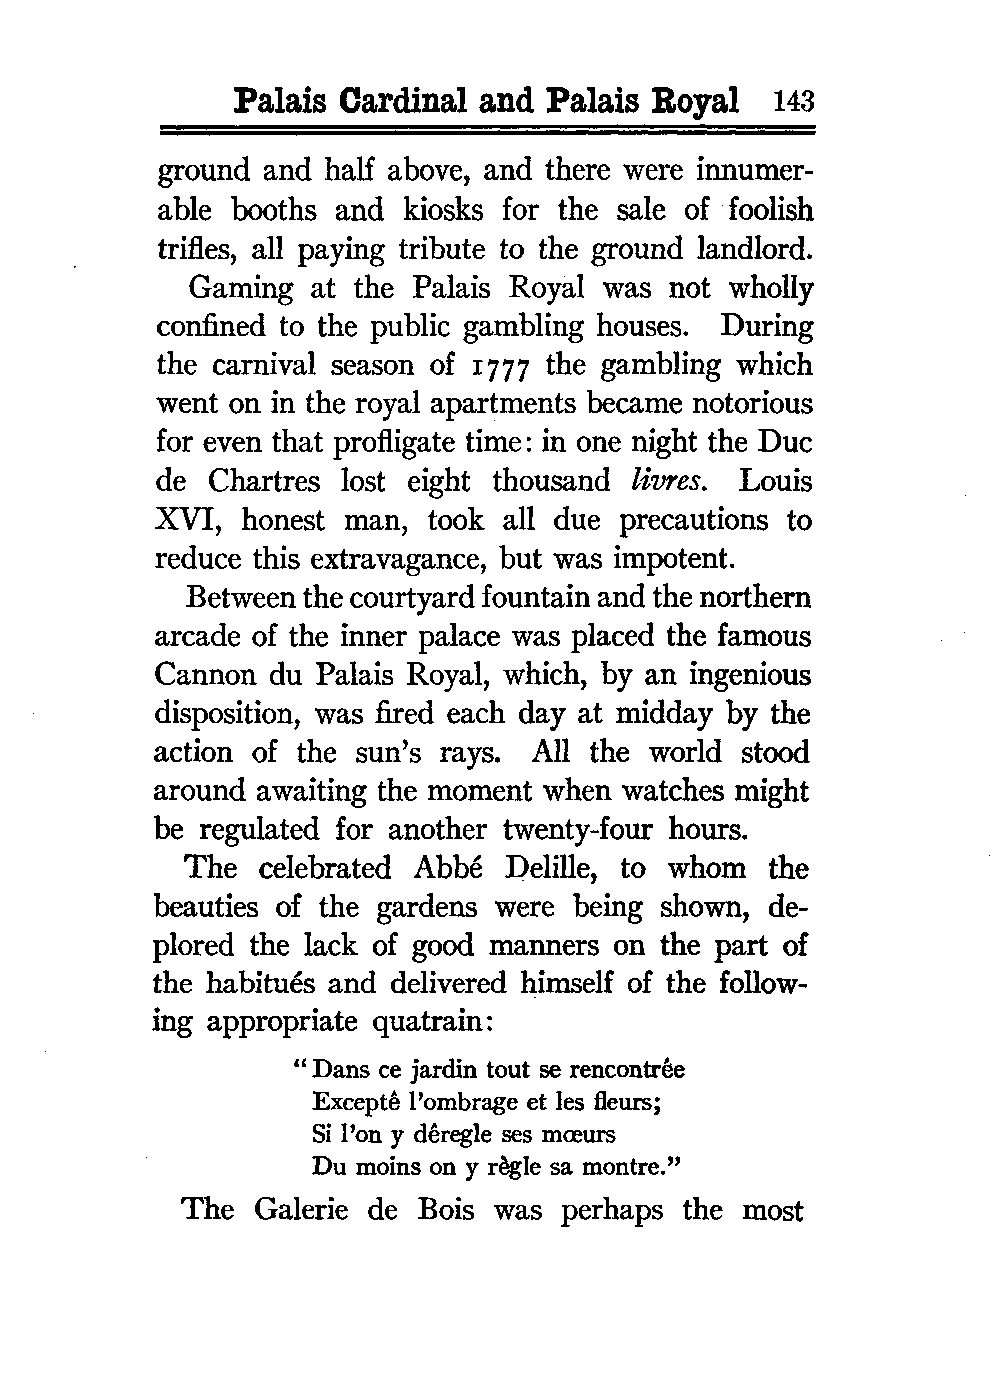 Palais Cardinal and Palais Royal 143
ground and half above, and there were innumer-
able booths and kiosks for the sale of foolish
trifles, all paying tribute to the ground landlord.
Gaming at the Palais Royal was not wholly
confined to the public gambling houses. During
the carnival season of 1777 the gambling which
went on in the royal apartments became notorious
for even that profligate time: in one night the Duc
de Chartres lost eight thousand livres. Louis
XVI, honest man, took all due precautions to
reduce this extravagance, but was impotent.
Between the courtyard fountain and the northern
arcade of the inner palace was placed the famous
Cannon du Palais Royal, which, by an ingenious
disposition, was fired each day at midday by the
action of the sun's rays. All the world stood
around awaiting the moment when watches might
be regulated for another twenty-four hours.
The celebrated Abbé Delille, to whom the
beauties of the gardens were being shown, de-
plored the lack of good manners on the part of
the habitués and delivered himself of the follow-
ing appropriate quatrain:
"Dans ce jardin tout se rencontrêe
Exceptê l'ombrage et les fleurs;
Si l'on y dêregle ses mœurs
Du moins on y règle sa montre."
The Galerie de Bois was perhaps the most